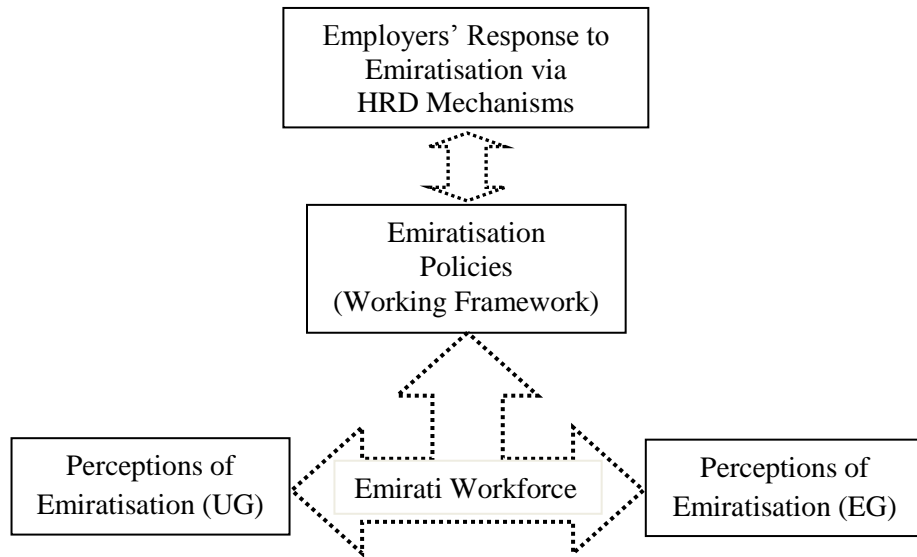 Employers’ Response to
Emiratisation via
HRD Mechanisms
Emiratisation
Policies
(Working Framework)
Perceptions of
Emiratisation (UG)
Emirati Workforce
Perceptions of
Emiratisation (EG)